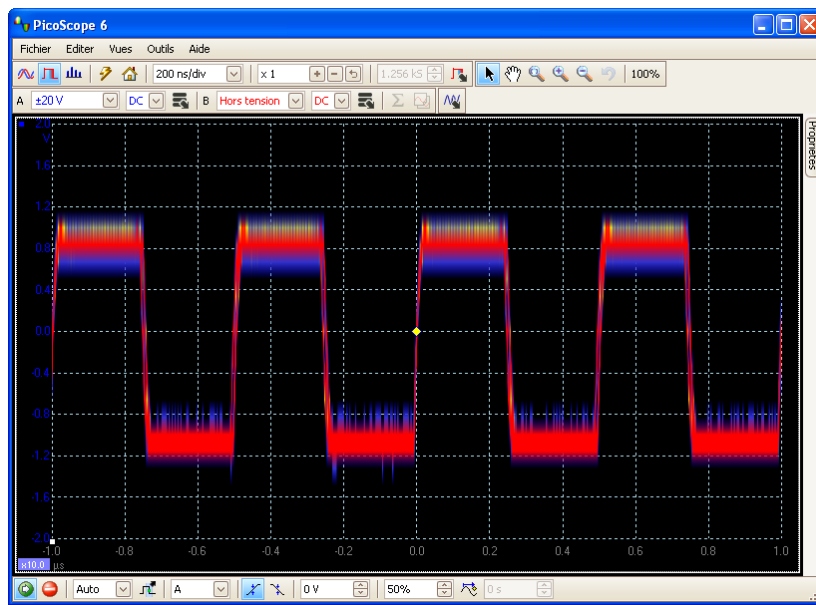 PicoScope 6
Fichier Editer Vues Outils Aide
200 ns/div x 1 1.256 kS 100%
A ±20 V DC B Hors tension DC Σ
Propriétés
2.0
V
1.6
1.2
0.8
0.4
0.0
-0.4
-0.8
-1.2
-1.6
-2.0
-1.0 -0.8 -0.6 -0.4 -0.2 0.0 0.2 0.4 0.6 0.8 1.0
x10.0 µs
Auto A 0 V 50% 0 s